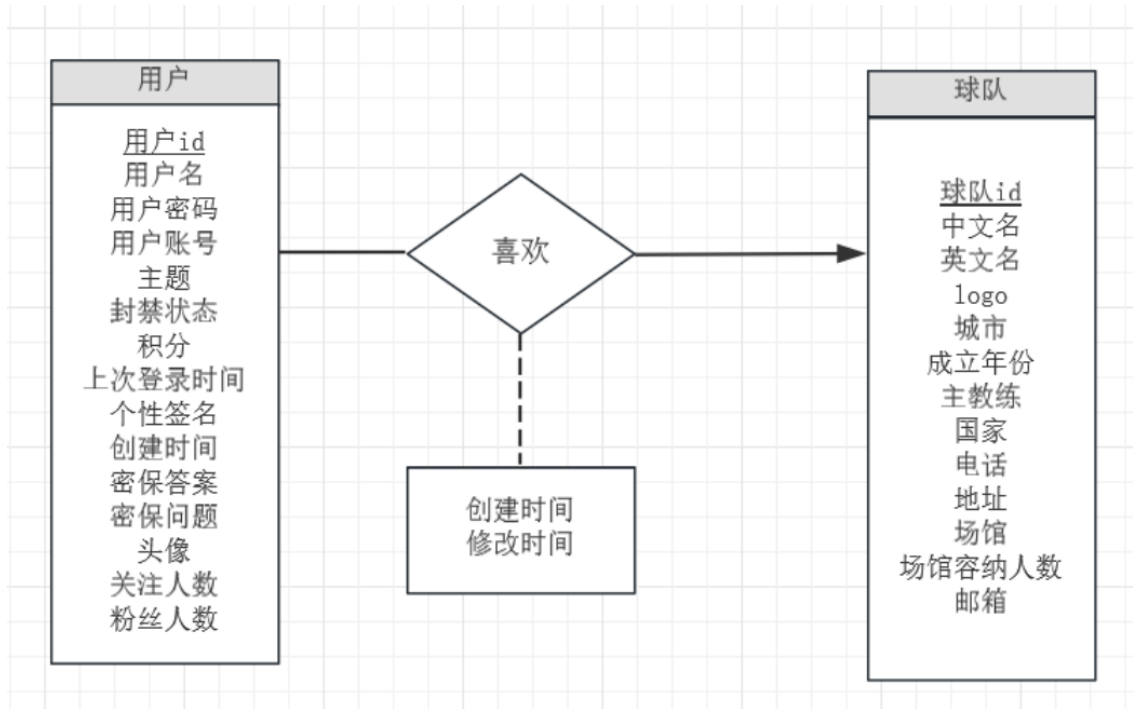 用户
用户id
用户名
用户密码
用户账号
主题
封禁状态
积分
上次登录时间
个性签名
创建时间
密保答案
密保问题
头像
关注人数
粉丝人数
喜欢
创建时间
修改时间
球队
球队id
中文名
英文名
logo
城市
成立年份
主教练
国家
电话
地址
场馆
场馆容纳人数
邮箱